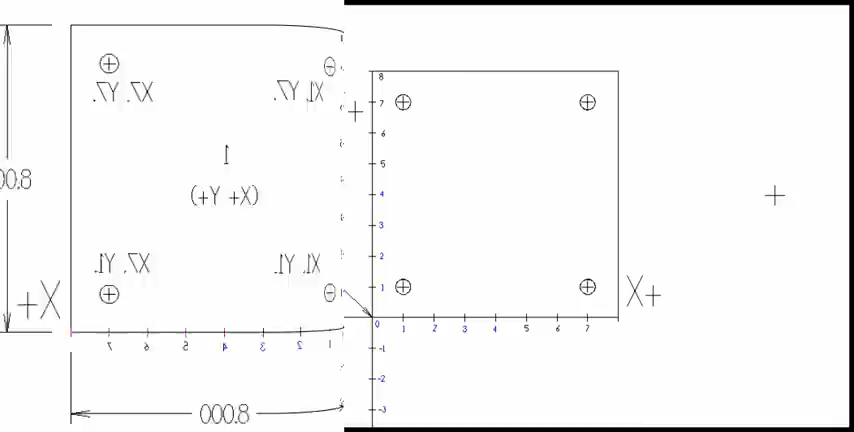 X7. Y7.
X1. Y7.
1
(X+ Y+)
8.000
X7. Y1.
X1. Y1.
X+
7 6 5 4 3 2 1
8.000
8
7
6
5
4
3
2
1
0 1 2 3 4 5 6 7
X+
-1
-2
-3